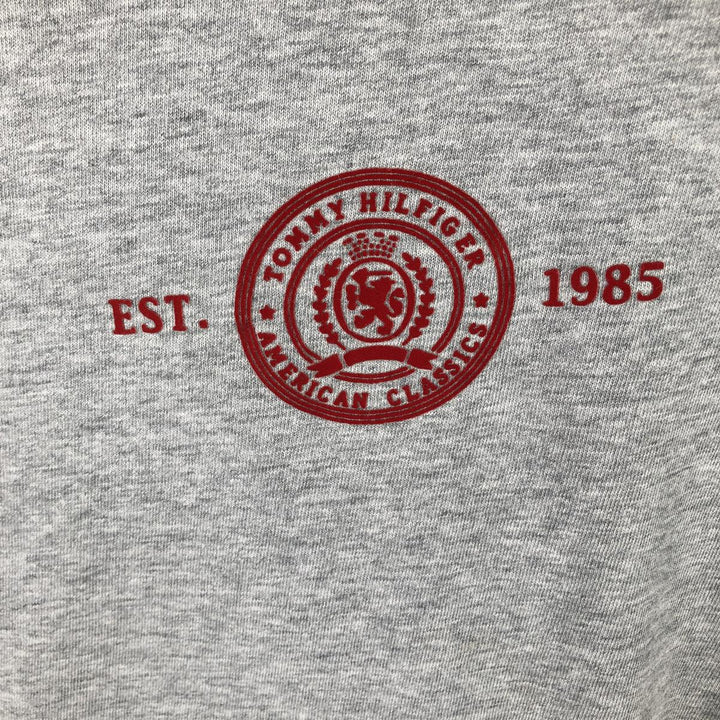 TOMMY HILFIGER
EST. 1985
AMERICAN CLASSICS